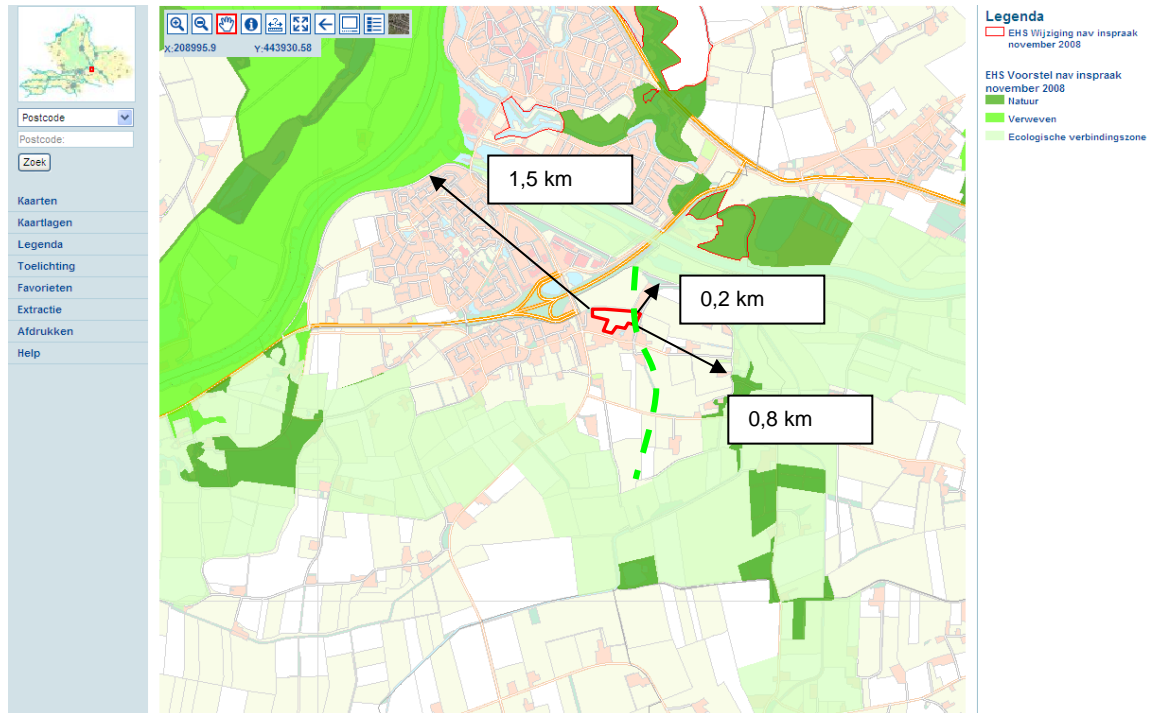 X:208995.9 Y:443930.58
Postcode
Postcode:
Zoek
Kaarten
Kaartlagen
Legenda
Toelichting
Favorieten
Extractie
Afdrukken
Help
1,5 km
0,2 km
0,8 km
Legenda
EHS Wijziging nav inspraak
november 2008
EHS Voorstel nav inspraak
november 2008
Natuur
Verweven
Ecologische verbindingszone